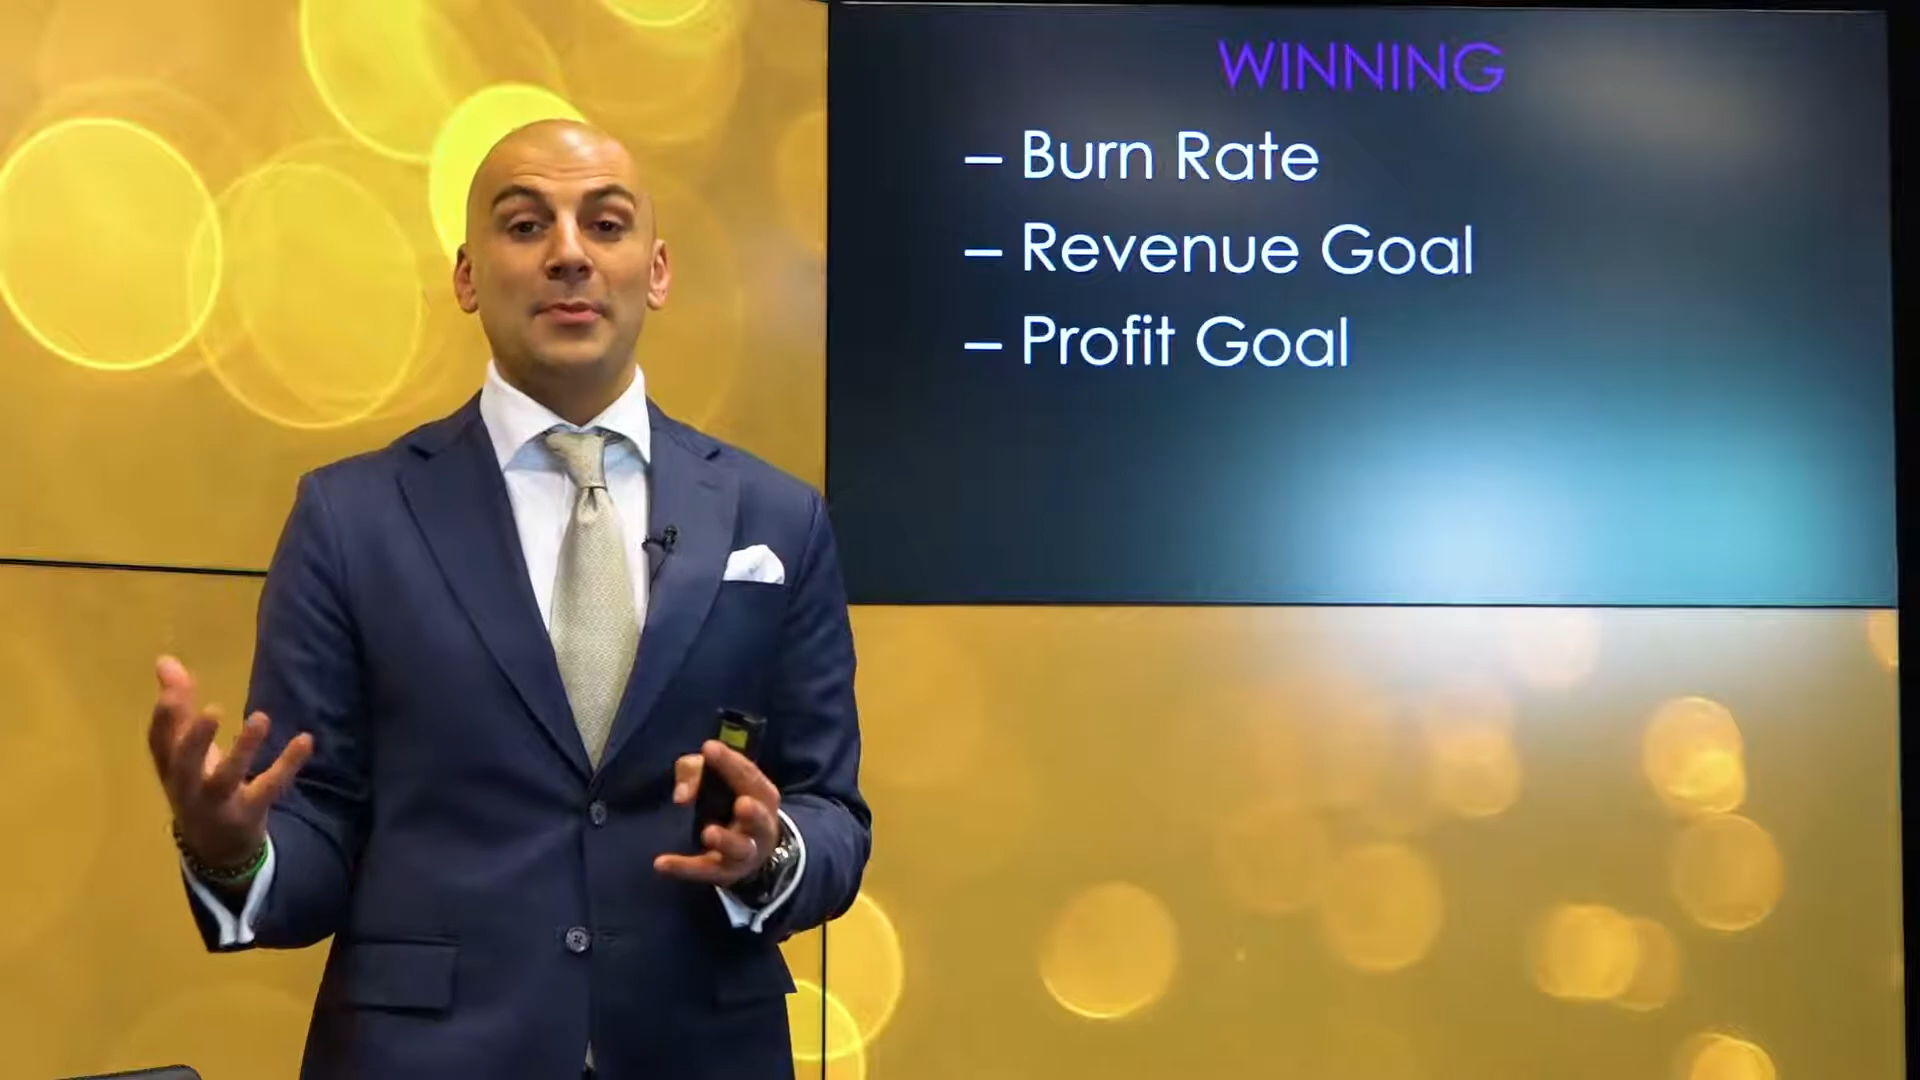 WINNING
– Burn Rate
– Revenue Goal
– Profit Goal